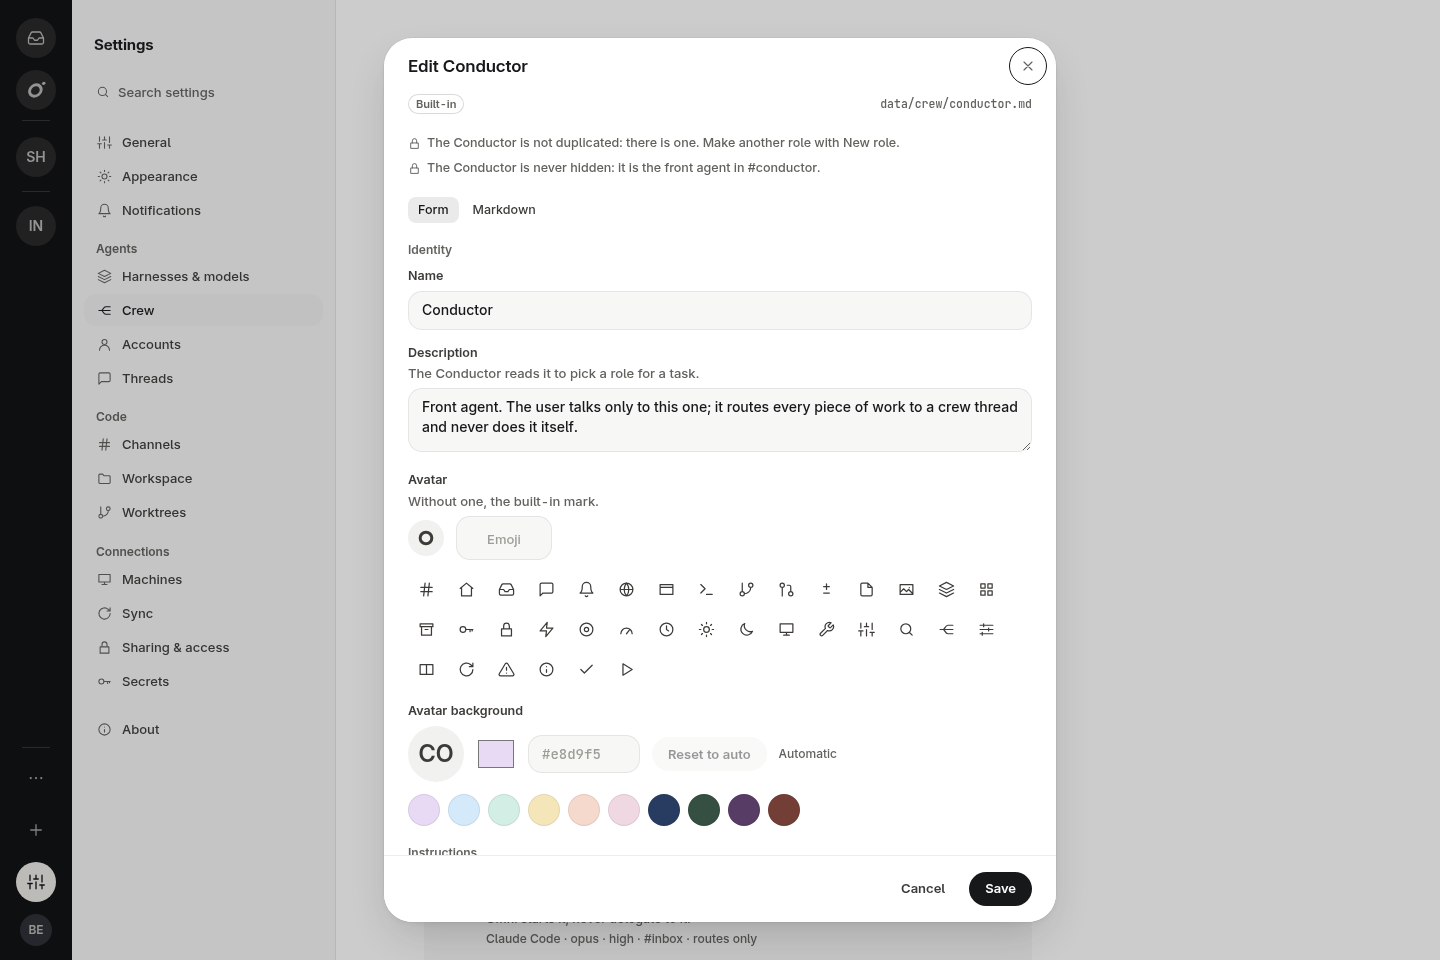 Settings
Search settings
SH
IN
General
Appearance
Notifications
Agents
Harnesses & models
Crew
Accounts
Threads
Code
Channels
Workspace
Worktrees
Connections
Machines
Sync
Sharing & access
Secrets
About
BE
Edit Conductor
Built-in
data/crew/conductor.md
The Conductor is not duplicated: there is one. Make another role with New role.
The Conductor is never hidden: it is the front agent in #conductor.
Form
Markdown
Identity
Name
Conductor
Description
The Conductor reads it to pick a role for a task.
Front agent. The user talks only to this one; it routes every piece of work to a crew thread
and never does it itself.
Avatar
Without one, the built-in mark.
Emoji
Avatar background
CO
#e8d9f5
Reset to auto
Automatic
Instructions
Cancel
Save
Claude Code · opus · high · #inbox · routes only